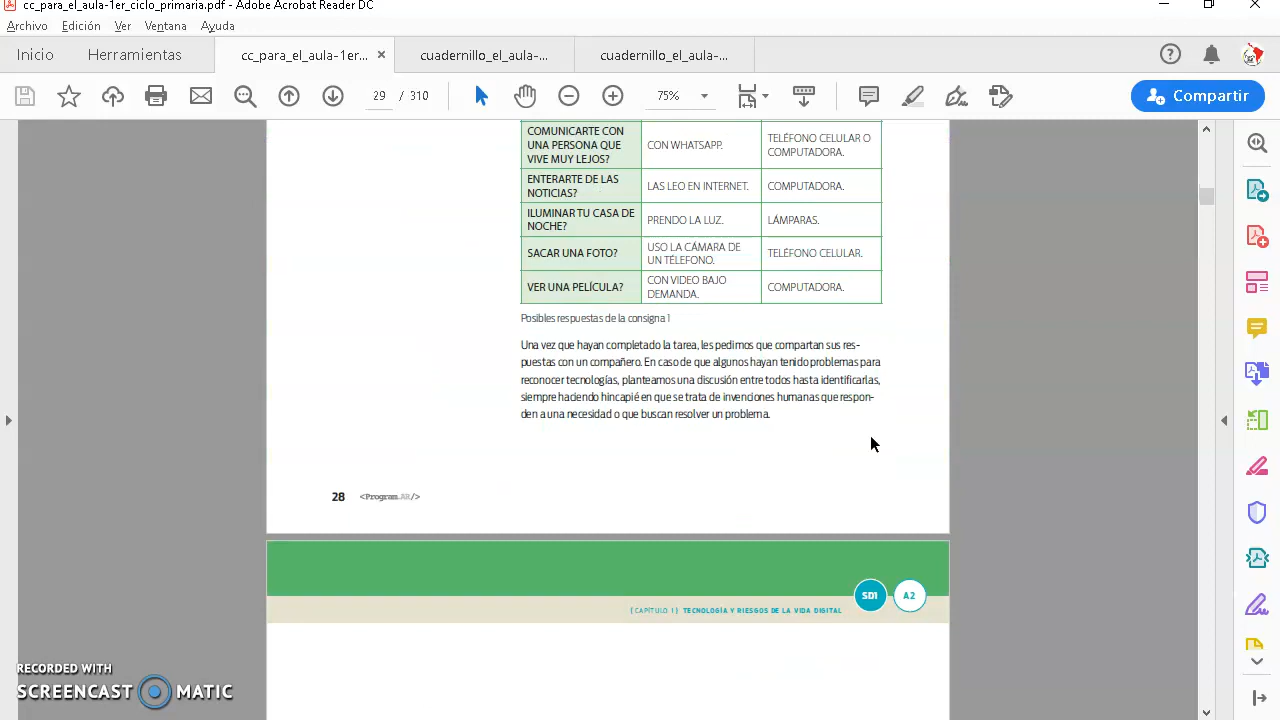 cc_para_el_aula-1er_ciclo_primaria.pdf - Adobe Acrobat Reader DC
Archivo Edición Ver Ventana Ayuda
Inicio Herramientas cc_para_el_aula-1er... cuadernillo_el_aula-... cuadernillo_el_aula-...
29 / 310 75% Compartir
COMUNICARTE CON
UNA PERSONA QUE
VIVE MUY LEJOS?
CON WHATSAPP.
TELÉFONO CELULAR O
COMPUTADORA.
ENTERARTE DE LAS
NOTICIAS?
LAS LEO EN INTERNET.
COMPUTADORA.
ILUMINAR TU CASA DE
NOCHE?
PRENDO LA LUZ.
LÁMPARAS.
SACAR UNA FOTO?
USO LA CÁMARA DE
UN TÉLEFONO.
TELÉFONO CELULAR.
VER UNA PELÍCULA?
CON VIDEO BAJO
DEMANDA.
COMPUTADORA.
Posibles respuestas de la consigna 1
Una vez que hayan completado la tarea, les pedimos que compartan sus res-
puestas con un compañero. En caso de que algunos hayan tenido problemas para
reconocer tecnologías, planteamos una discusión entre todos hasta identificarlas,
siempre haciendo hincapié en que se trata de invenciones humanas que respon-
den a una necesidad o que buscan resolver un problema.
28 <Program.AR/>
(CAPÍTULO 1) TECNOLOGÍA Y RIESGOS DE LA VIDA DIGITAL
SD1 A2
RECORDED WITH
SCREENCAST MATIC